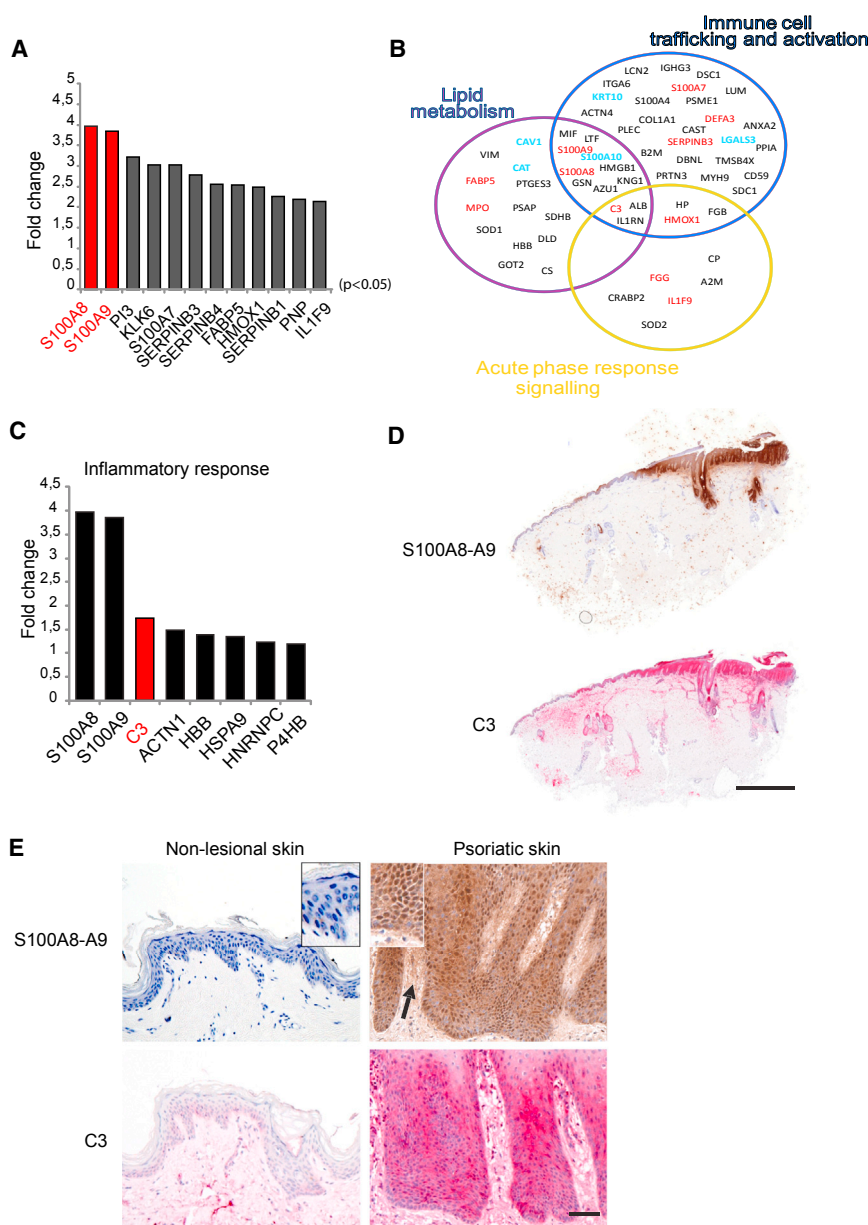 A
Fold change
5
4,5
4
3,5
3
2,5
2
1,5
1
0,5
0
(p<0.05)
S100A8
S100A9
PI3
KLK6
S100A7
SERPINB3
SERPINB4
FABP5
HMOX1
SERPINB1
PNP
IL1F9
B
Immune cell
trafficking and activation
Lipid
metabolism
LCN2
IGHG3
DSC1
ITGA6
S100A7
LUM
KRT10
S100A4
PSME1
ACTN4
COL1A1
DEFA3
ANXA2
MIF
LTF
PLEC
CAST
CAV1
S100A9
SERPINB3
LGALS3
PPIA
VIM
S100A10
B2M
DBNL
TMSB4X
CAT
S100A8
HMGB1
FABP5
PTGES3
GSN
KNG1
PRTN3
MYH9
CD59
AZU1
SDC1
MPO
PSAP
SDHB
C3
ALB
HP
FGB
SOD1
IL1RN
HMOX1
HBB
DLD
GOT2
CS
CP
FGG
A2M
CRABP2
IL1F9
SOD2
Acute phase response
signalling
C
Inflammatory response
Fold change
4,5
4
3,5
3
2,5
2
1,5
1
0,5
0
S100A8
S100A9
C3
ACTN1
HBB
HSPA9
HNRNPC
P4HB
D
S100A8-A9
C3
E
Non-lesional skin
Psoriatic skin
S100A8-A9
C3